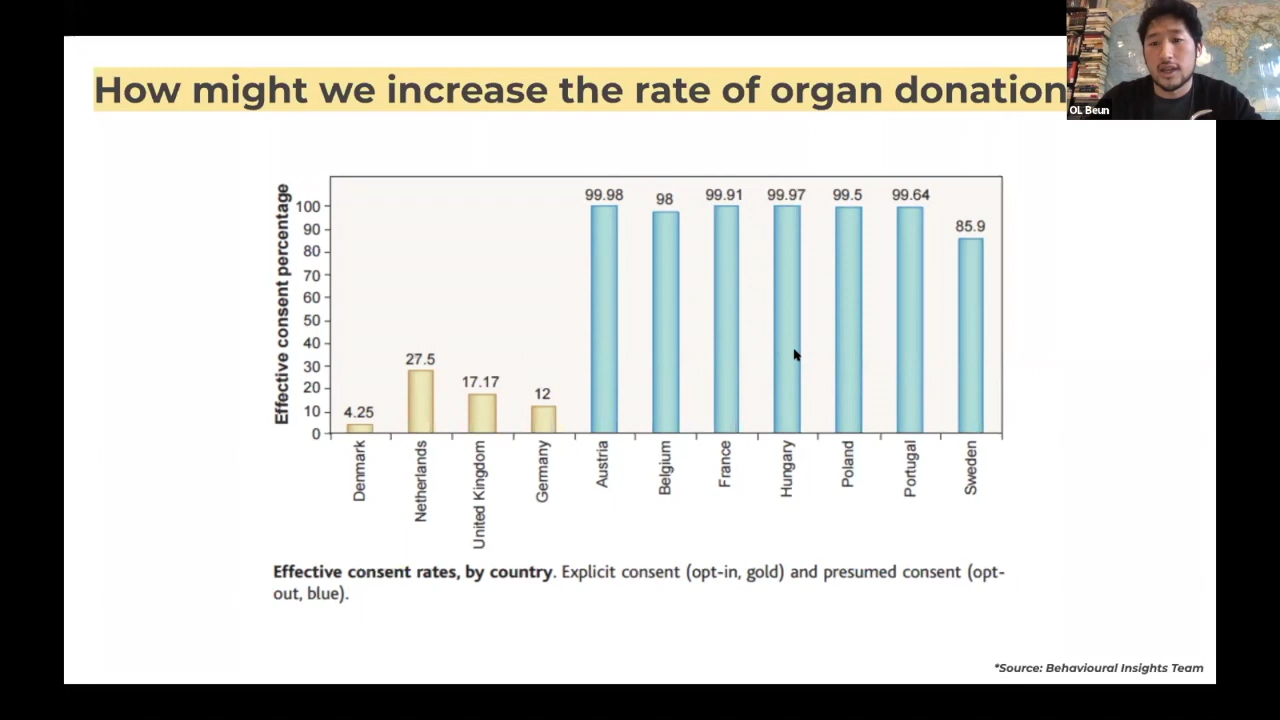 How might we increase the rate of organ donation
OL Beun
Effective consent percentage
100
90
80
70
60
50
40
30
20
10
0
4.25
27.5
17.17
12
99.98
98
99.91
99.97
99.5
99.64
85.9
Denmark
Netherlands
United Kingdom
Germany
Austria
Belgium
France
Hungary
Poland
Portugal
Sweden
Effective consent rates, by country. Explicit consent (opt-in, gold) and presumed consent (opt-
out, blue).
*Source: Behavioural Insights Team